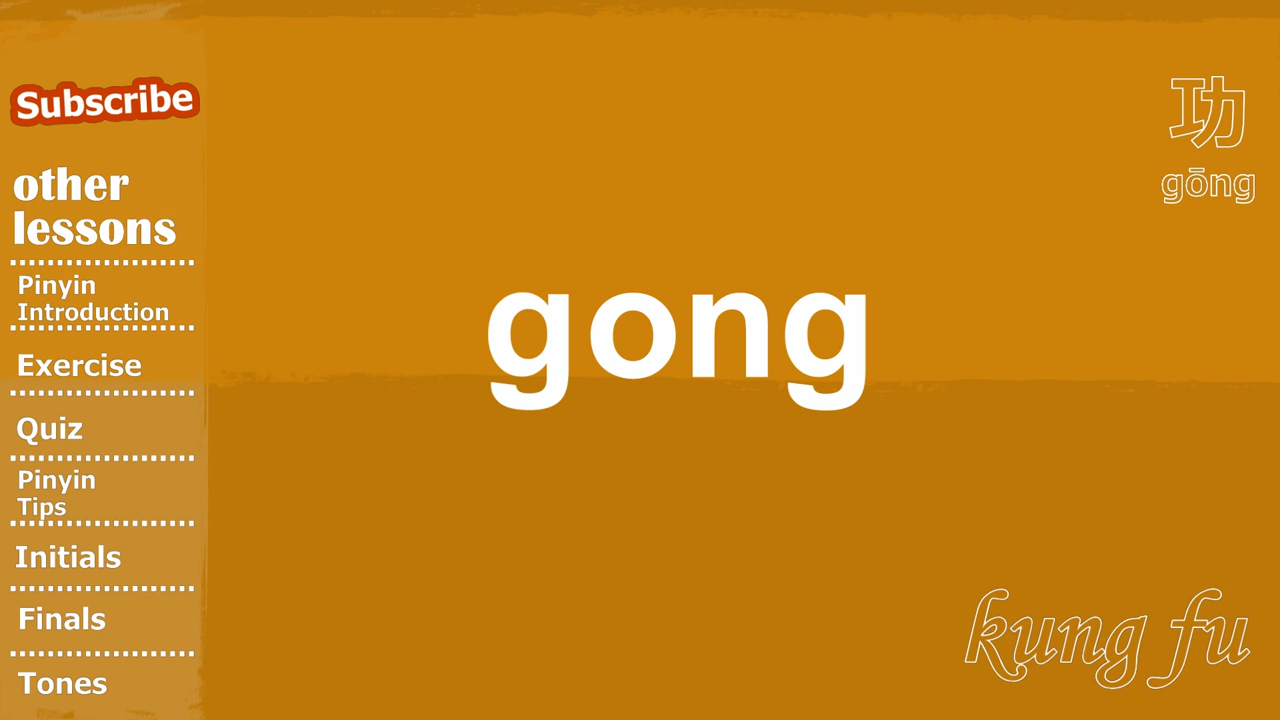 Subscribe
other
lessons
Pinyin
Introduction
Exercise
Quiz
Pinyin
Tips
Initials
Finals
Tones
gong
功
gōng
kung fu